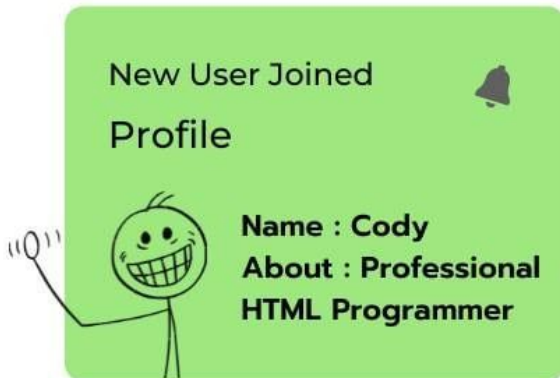 New User Joined
Profile
Name : Cody
About : Professional
HTML Programmer